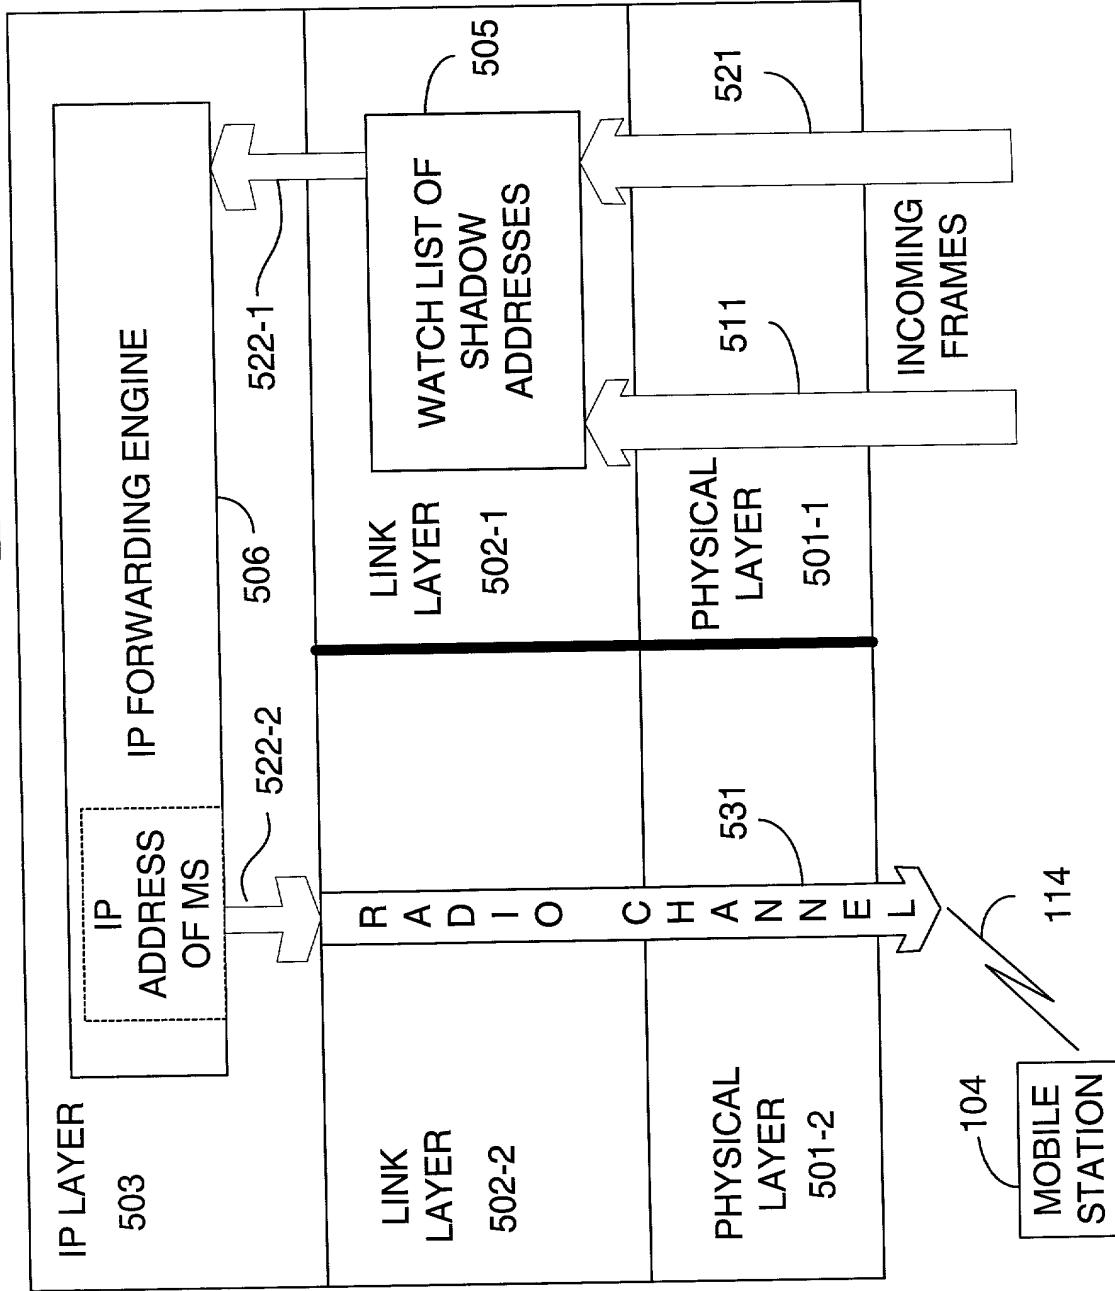 IP LAYER
503
IP
ADDRESS
OF MS
IP FORWARDING ENGINE
522-2
506
522-1
505
LINK
LAYER
502-2
LINK
LAYER
502-1
WATCH LIST OF
SHADOW
ADDRESSES
RADIO CHANNEL
531
511
521
PHYSICAL
LAYER
501-2
PHYSICAL
LAYER
501-1
INCOMING
FRAMES
104
MOBILE
STATION
114